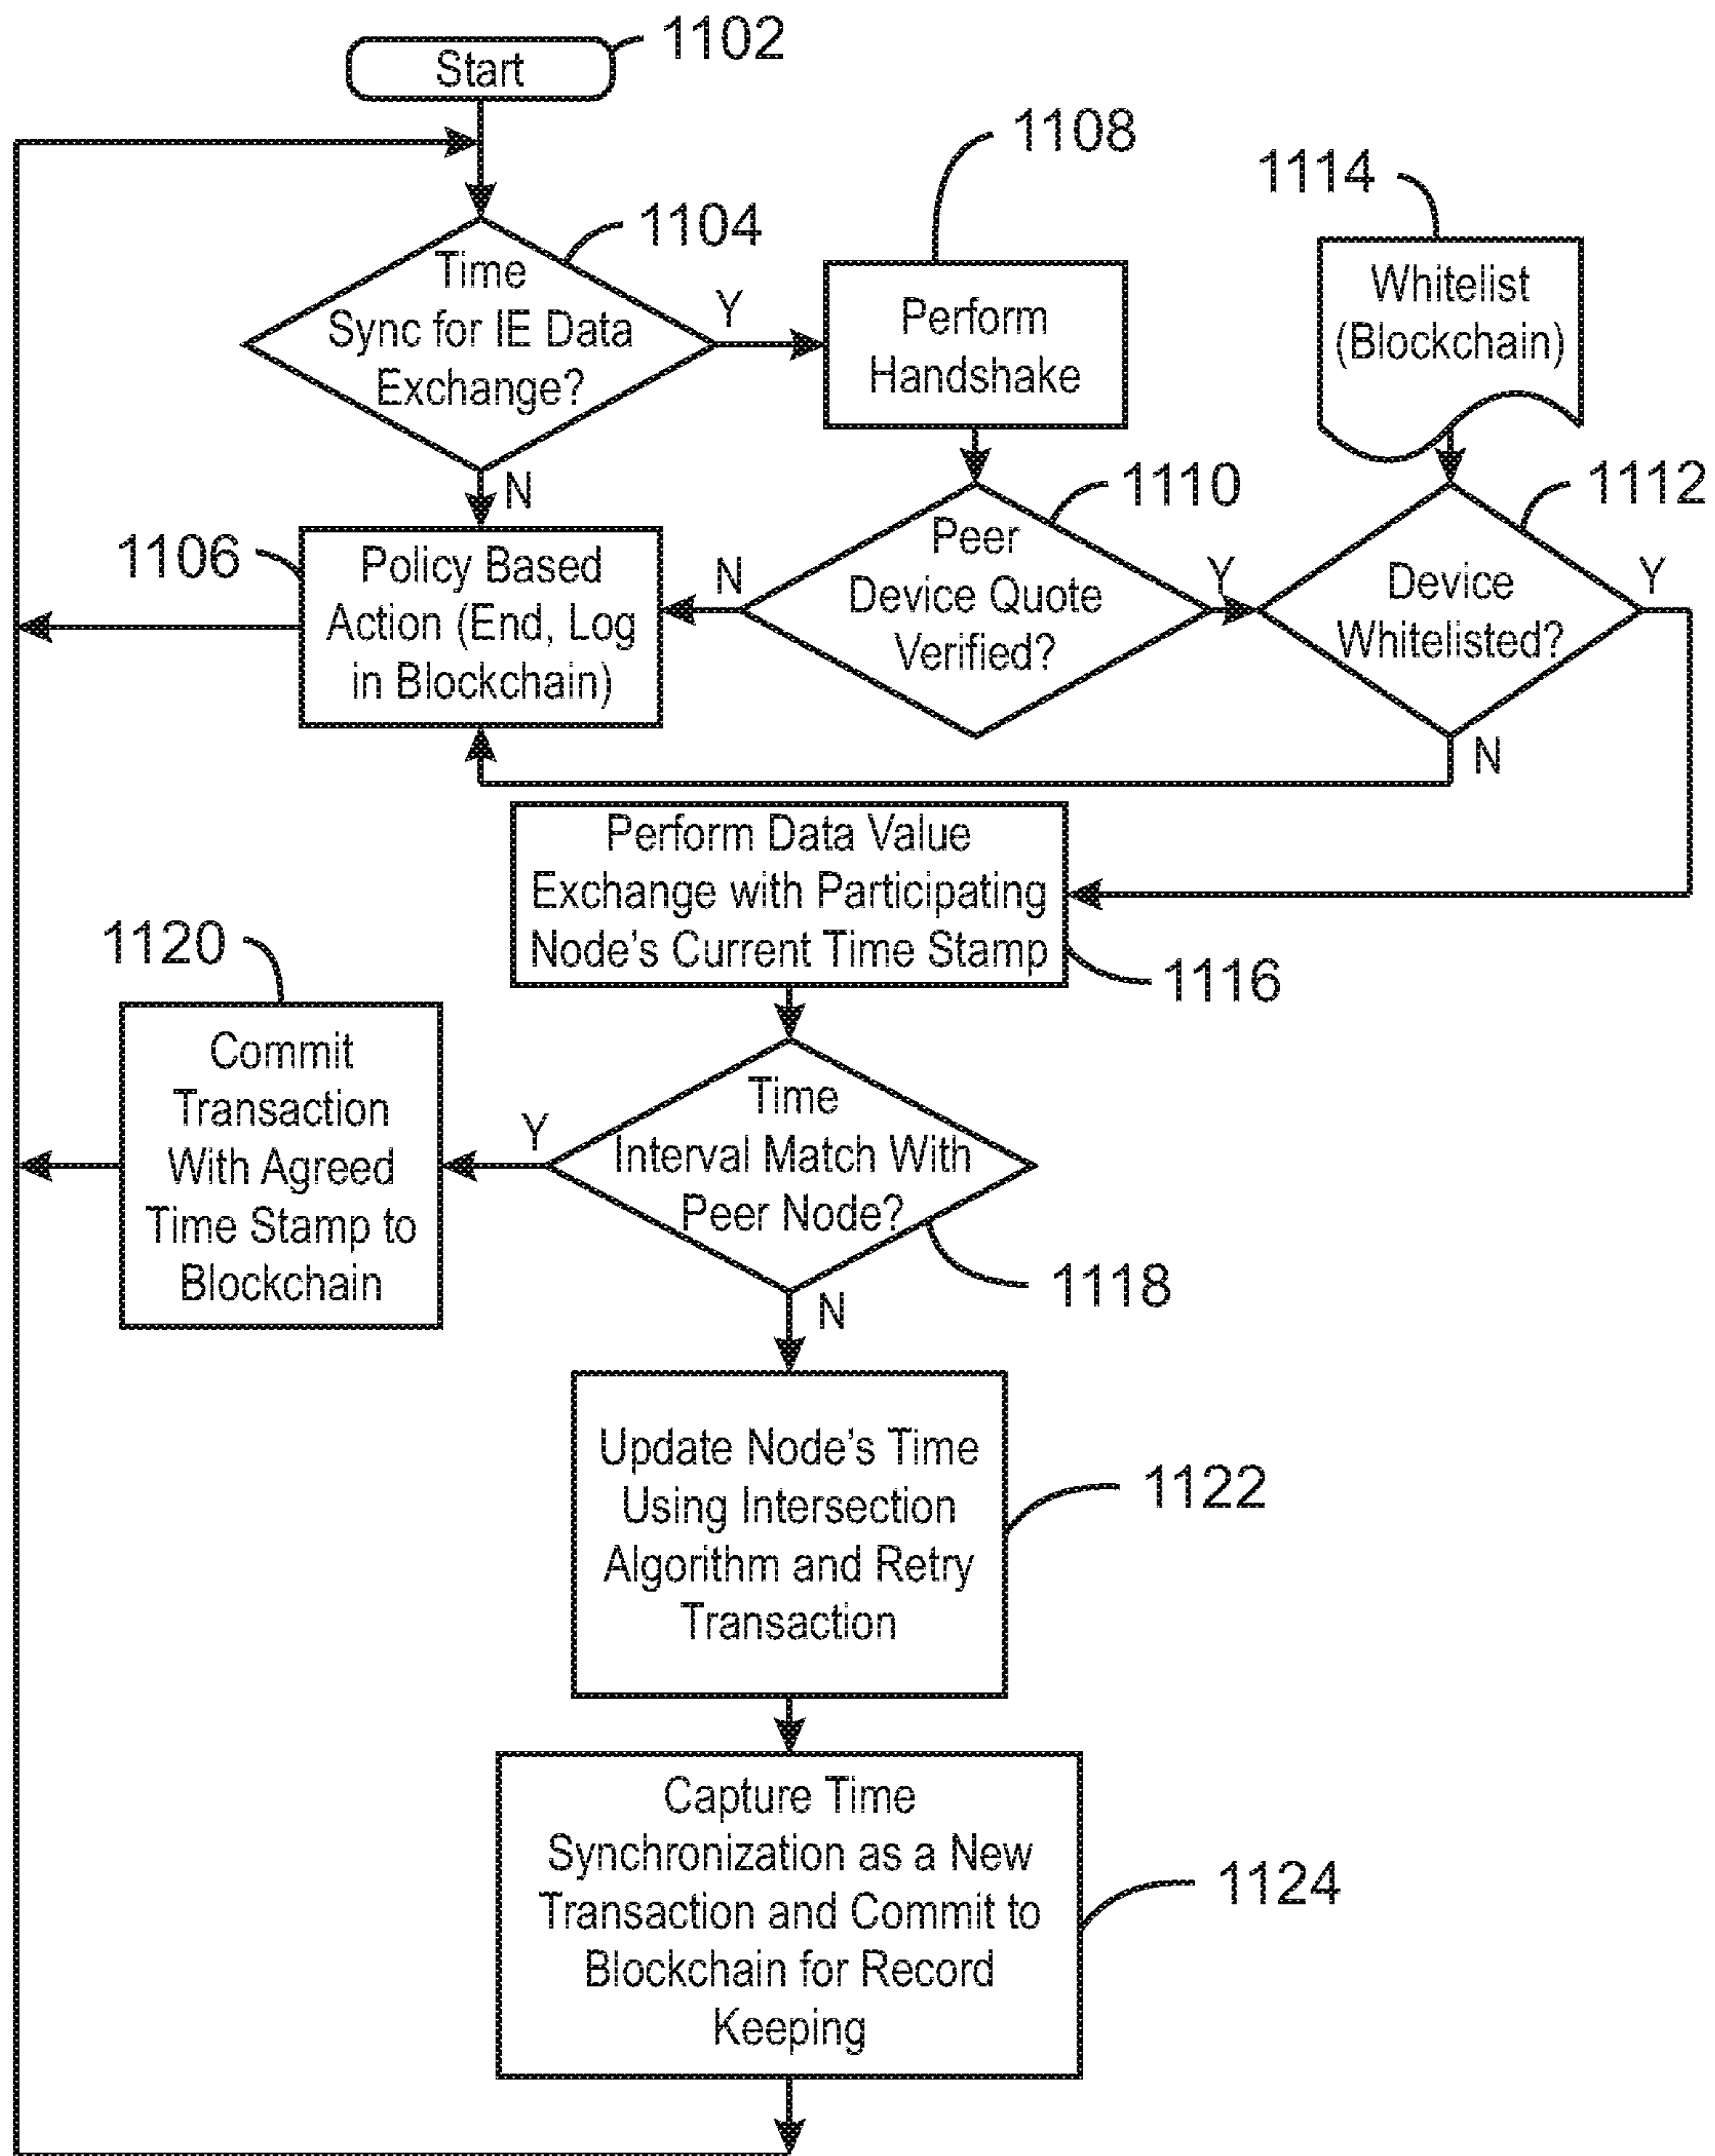 1102
Start
1108
1114
1104
Time
Sync for IE Data
Exchange?
Y
Perform
Handshake
Whitelist
(Blockchain)
N
1110
1112
1106
Policy Based
Action (End, Log
in Blockchain)
N
Peer
Device Quote
Verified?
Y
Device
Whitelisted?
Y
N
Perform Data Value
Exchange with Participating
Node's Current Time Stamp
1116
1120
Commit
Transaction
With Agreed
Time Stamp to
Blockchain
Y
Time
Interval Match With
Peer Node?
1118
N
Update Node's Time
Using Intersection
Algorithm and Retry
Transaction
1122
Capture Time
Synchronization as a New
Transaction and Commit to
Blockchain for Record
Keeping
1124